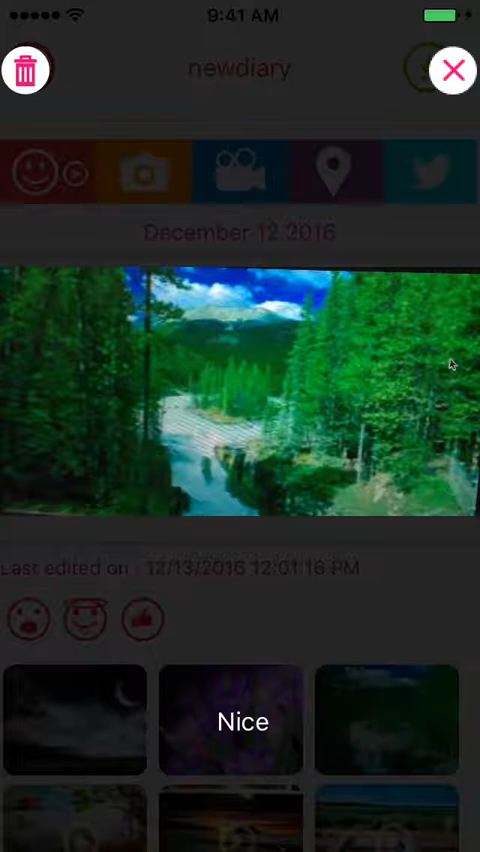 9:41 AM
newdiary
December 12 2016
Last edited on : 12/13/2016 12:01:16 PM
Nice